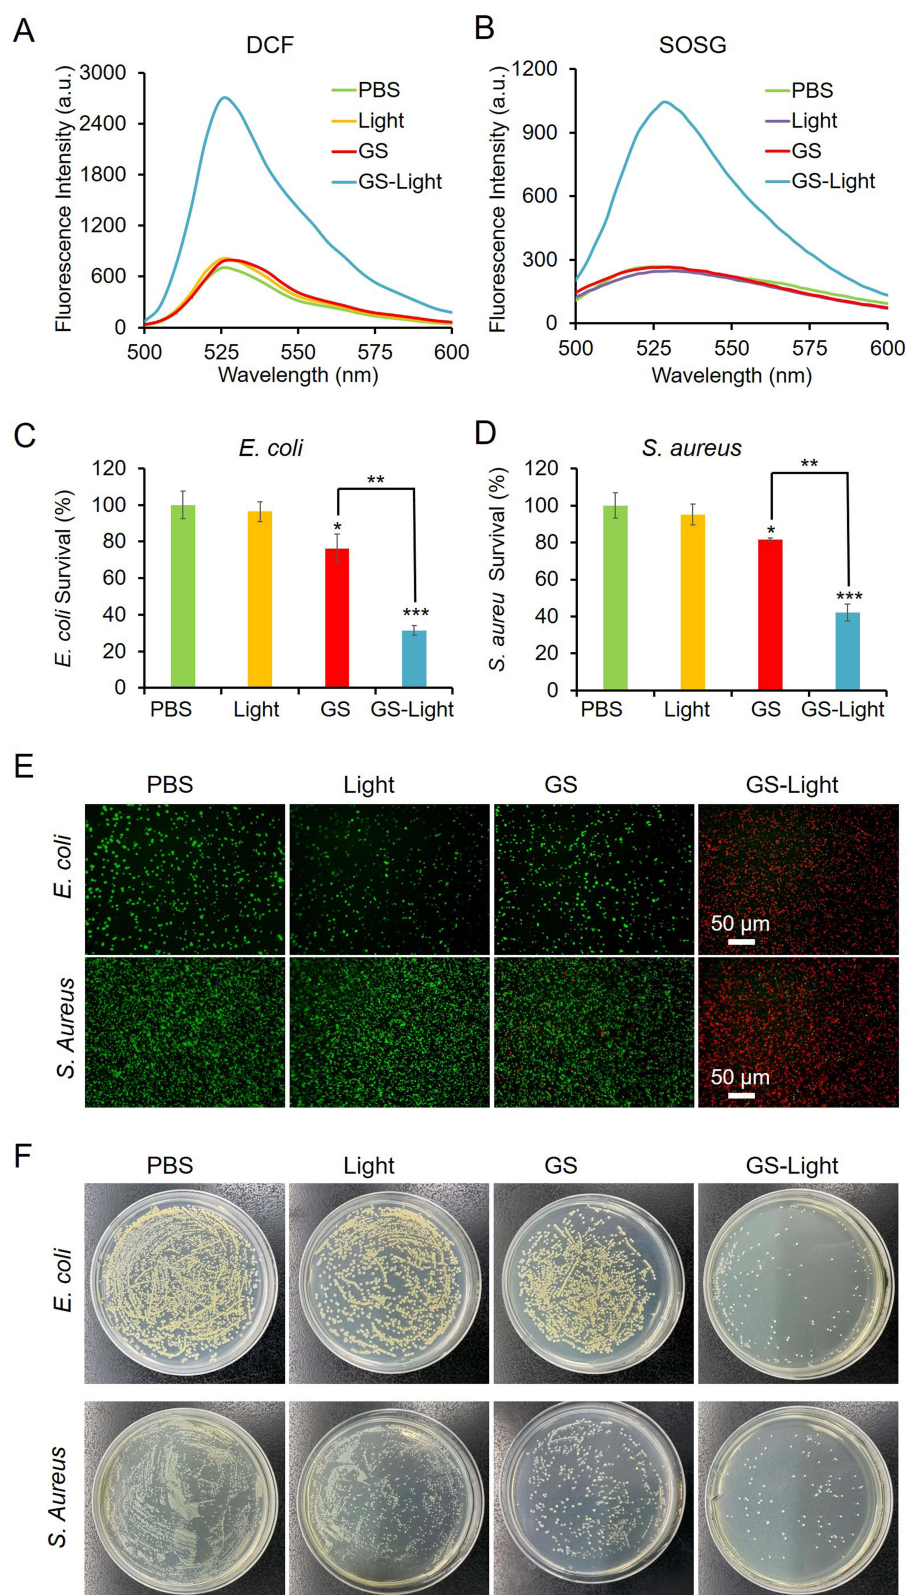 A
DCF
Fluorescence Intensity (a.u.)
3000
2400
1800
1200
600
0
500
525
550
575
600
Wavelength (nm)
PBS
Light
GS
GS-Light
B
SOSG
Fluorescence Intensity (a.u.)
1200
900
600
300
0
500
525
550
575
600
Wavelength (nm)
PBS
Light
GS
GS-Light
C
E. coli
E. coli Survival (%)
120
100
80
60
40
20
0
*
**
***
PBS
Light
GS
GS-Light
D
S. aureus
S. aureu Survival (%)
120
100
80
60
40
20
0
*
**
***
PBS
Light
GS
GS-Light
E
PBS
Light
GS
GS-Light
E. coli
50 µm
S. Aureus
50 µm
F
PBS
Light
GS
GS-Light
E. coli
S. Aureus